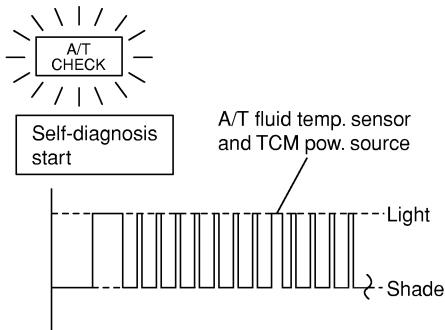 A/T
CHECK
Self-diagnosis
start
A/T fluid temp. sensor
and TCM pow. source
Light
Shade